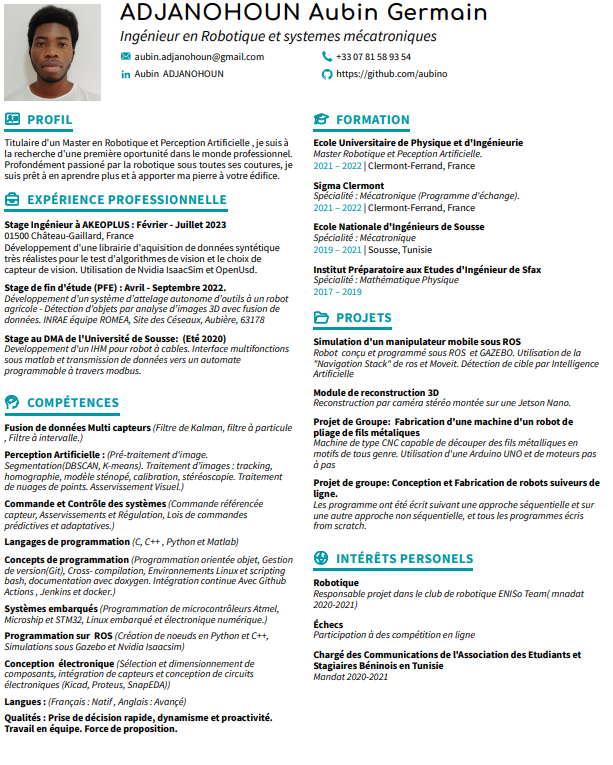 ADJANOHOUN Aubin Germain
Ingénieur en Robotique et systemes mécatroniques
aubin.adjanohoun@gmail.com
+33 07 81 58 93 54
Aubin ADJANOHOUN
https://github.com/aubino
PROFIL
Titulaire d'un Master en Robotique et Perception Artificielle , je suis à
la recherche d'une première oportunité dans le monde professionnel.
Profondément passioné par la robotique sous toutes ses coutures, je
suis prêt à en aprendre plus et à apporter ma pierre à votre édifice.
EXPÉRIENCE PROFESSIONNELLE
Stage Ingénieur à AKEOPLUS : Février - Juillet 2023
01500 Château-Gaillard, France
Développement d'une librairie d'aquisition de données syntétique
très réalistes pour le test d'algorithmes de vision et le choix de
capteur de vision. Utilisation de Nvidia IsaacSim et OpenUsd.
Stage de fin d'étude (PFE) : Avril - Septembre 2022.
Développement d'un système d'attelage autonome d'outils à un robot
agricole - Détection d'objets par analyse d'images 3D avec fusion de
données. INRAE équipe ROMEA, Site des Céseaux, Aubière, 63178
Stage au DMA de l'Université de Sousse: (Eté 2020)
Developpement d'un IHM pour robot à cables. Interface multifonctions
sous matlab et transmission de données vers un automate
programmable à travers modbus.
COMPÉTENCES
Fusion de données Multi capteurs (Filtre de Kalman, filtre à particule
, Filtre à intervalle.)
Perception Artificielle : (Pré-traitement d'image.
Segmentation(DBSCAN, K-means). Traitement d'images : tracking,
homographie, modèle sténopé, calibration, stéréoscopie. Traitement
de nuages de points. Asservissement Visuel.)
Commande et Contrôle des systèmes (Commande référencée
capteur, Asservissements et Régulation, Lois de commandes
prédictives et adaptatives.)
Langages de programmation (C, C++ , Python et Matlab)
Concepts de programmation (Programmation orientée objet, Gestion
de version(Git), Cross- compilation, Environnements Linux et scripting
bash, documentation avec doxygen. Intégration continue Avec Github
Actions , Jenkins et docker.)
Systèmes embarqués (Programmation de microcontrôleurs Atmel,
Microship et STM32, Linux embarqué et électronique numérique.)
Programmation sur ROS (Création de noeuds en Python et C++,
Simulations sous Gazebo et Nvidia Isaacsim)
Conception électronique (Sélection et dimensionnement de
composants, intégration de capteurs et conception de circuits
électroniques (Kicad, Proteus, SnapEDA))
Langues : (Français : Natif , Anglais : Avancé)
Qualités : Prise de décision rapide, dynamisme et proactivité.
Travail en équipe. Force de proposition.
FORMATION
Ecole Universitaire de Physique et d'Ingénieurie
Master Robotique et Peception Artificielle.
2021 – 2022 | Clermont-Ferrand, France
Sigma Clermont
Spécialité : Mécatronique (Programme d'échange).
2021 – 2022 | Clermont-Ferrand, France
Ecole Nationale d'Ingénieurs de Sousse
Spécialité : Mécatronique
2019 – 2021 | Sousse, Tunisie
Institut Préparatoire aux Etudes d'Ingénieur de Sfax
Spécialité : Mathématique Physique
2017 – 2019
PROJETS
Simulation d'un manipulateur mobile sous ROS
Robot conçu et programmé sous ROS et GAZEBO. Utilisation de la
"Navigation Stack" de ros et Moveit. Détection de cible par Intelligence
Artificielle
Module de reconstruction 3D
Reconstruction par caméra stéréo montée sur une Jetson Nano.
Projet de Groupe: Fabrication d'une machine d'un robot de
pliage de fils métaliques
Machine de type CNC capable de découper des fils métalliques en
motifs de tous genre. Utilisation d'une Arduino UNO et de moteurs pas
à pas
Projet de groupe: Conception et Fabrication de robots suiveurs de
ligne.
Les programme ont été écrit suivant une approche séquentielle et sur
une autre approche non séquentielle, et tous les programmes écris
from scratch.
INTÉRÊTS PERSONELS
Robotique
Responsable projet dans le club de robotique ENISo Team( mnadat
2020-2021)
Échecs
Participation à des compétition en ligne
Chargé des Communications de l'Association des Etudiants et
Stagiaires Béninois en Tunisie
Mandat 2020-2021